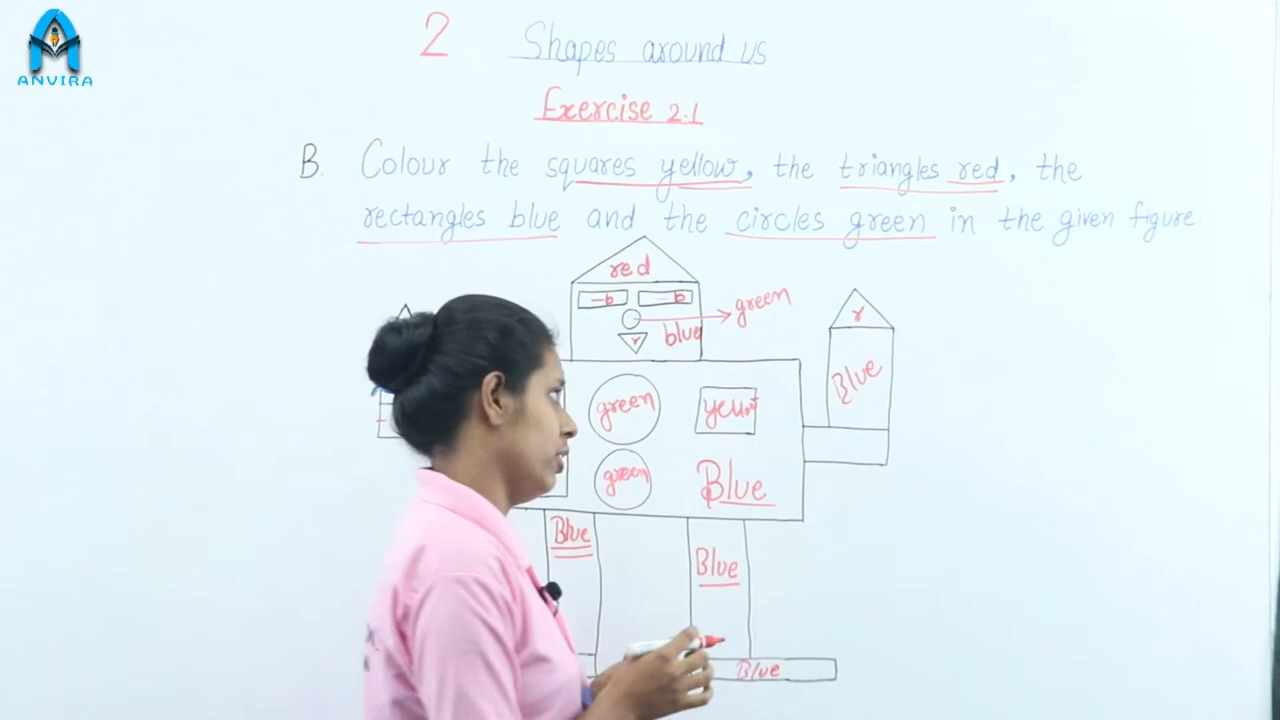 ANVIRA
2 Shapes around us
Exercise 2.1
B. Colour the squares yellow, the triangles red, the
rectangles blue and the circles green in the given figure
red
b b
green
r
blue
r
Blue
green
green
Blue
Blue
Blue
Blue